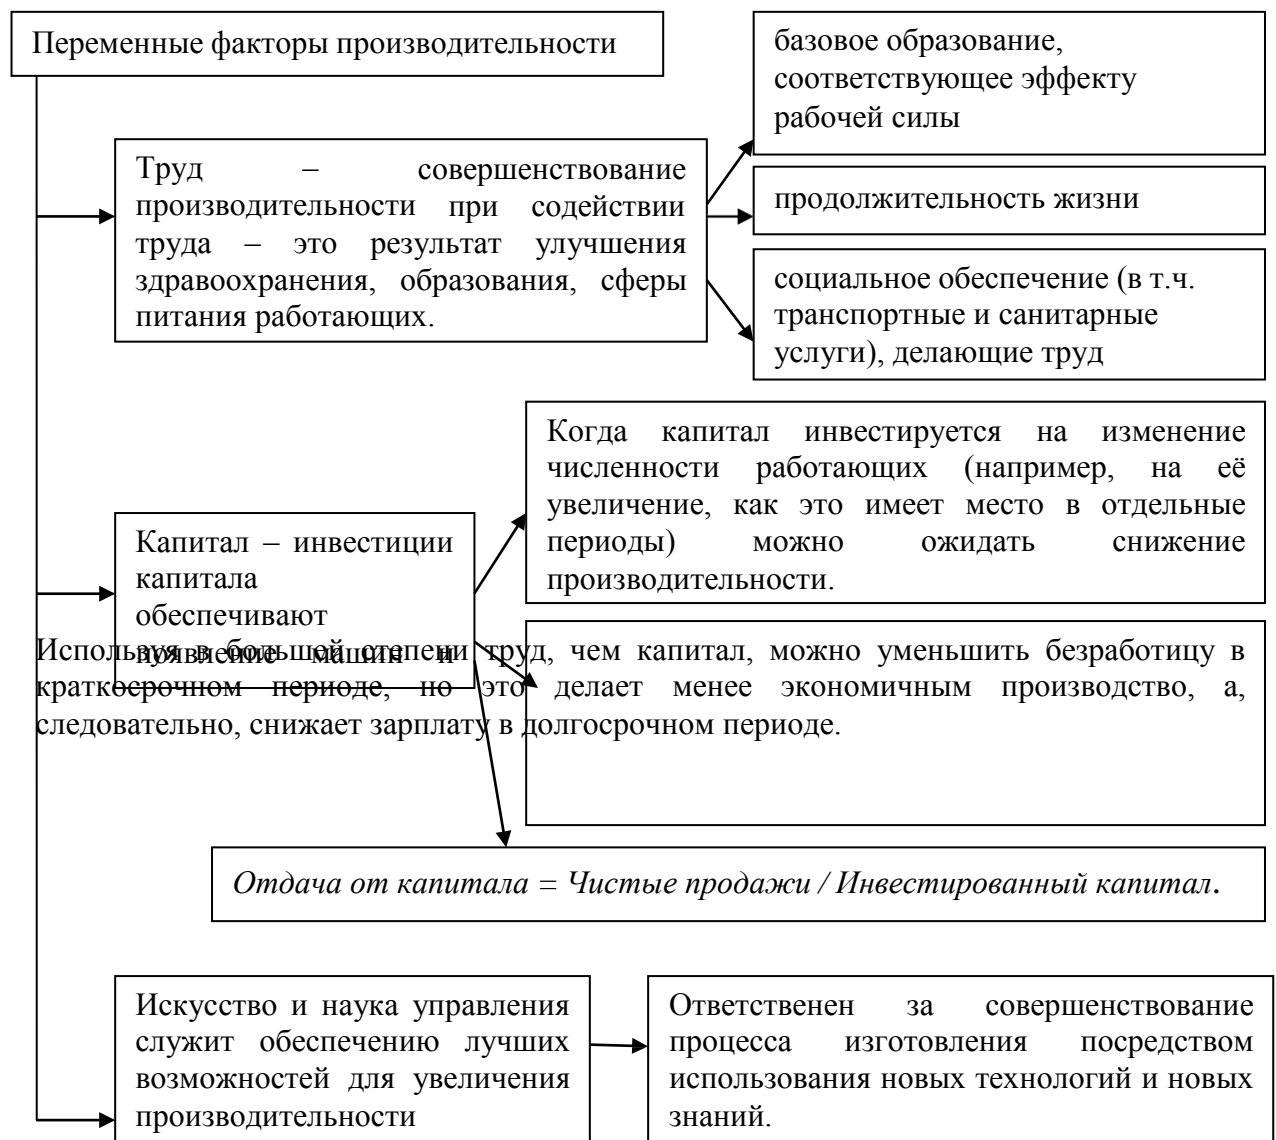 Переменные факторы производительности
базовое образование,
соответствующее эффекту
рабочей силы
Труд – совершенствование
производительности при содействии
труда – это результат улучшения
здравоохранения, образования, сферы
питания работающих.
продолжительность жизни
социальное обеспечение (в т.ч.
транспортные и санитарные
услуги), делающие труд
Когда капитал инвестируется на изменение
численности работающих (например, на её
увеличение, как это имеет место в отдельные
периоды) можно ожидать снижение
производительности.
Капитал – инвестиции
капитала
обеспечивают
появление машин и
Используя в большей степени труд, чем капитал, можно уменьшить безработицу в
краткосрочном периоде, но это делает менее экономичным производство, а,
следовательно, снижает зарплату в долгосрочном периоде.
Отдача от капитала = Чистые продажи / Инвестированный капитал.
Искусство и наука управления
служит обеспечению лучших
возможностей для увеличения
производительности
Ответственен за совершенствование
процесса изготовления посредством
использования новых технологий и новых
знаний.